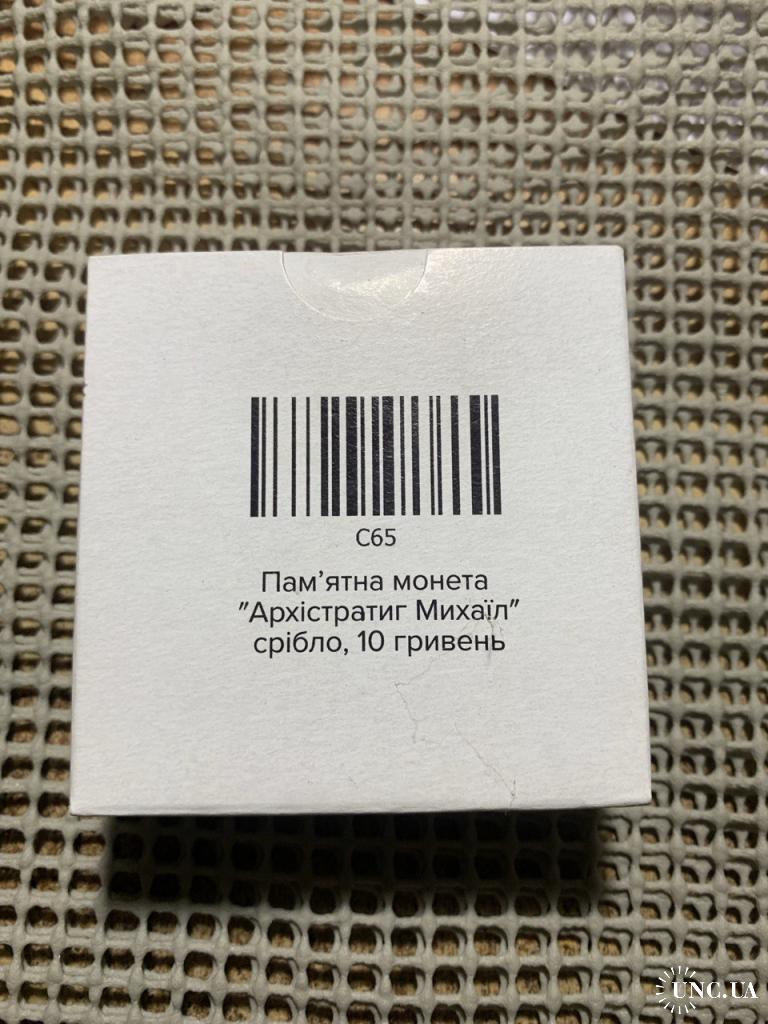 C65
Пам’ятна монета
"Архістратиг Михаїл"
срібло, 10 гривень
UNC.UA